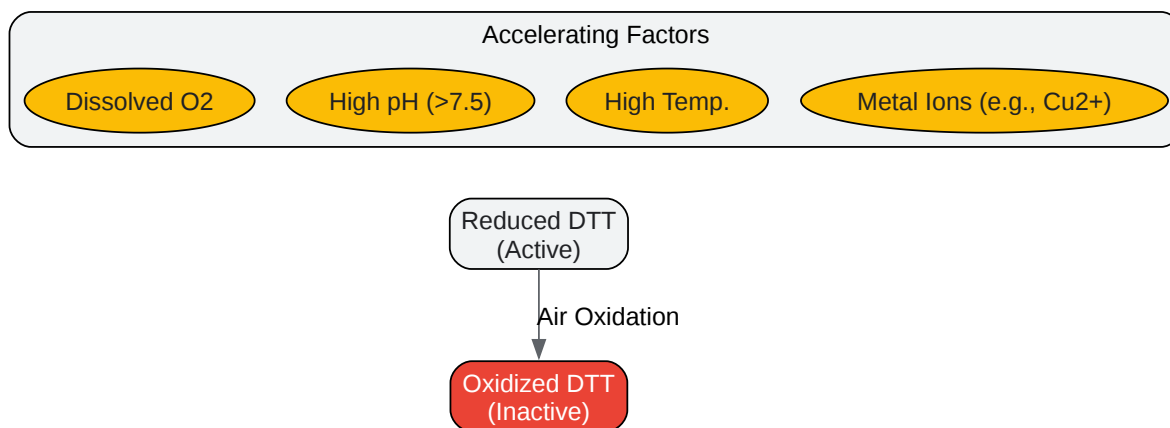 Accelerating Factors
Dissolved O2
High pH (>7.5)
High Temp.
Metal Ions (e.g., Cu2+)
Reduced DTT
(Active)
Air Oxidation
Oxidized DTT
(Inactive)